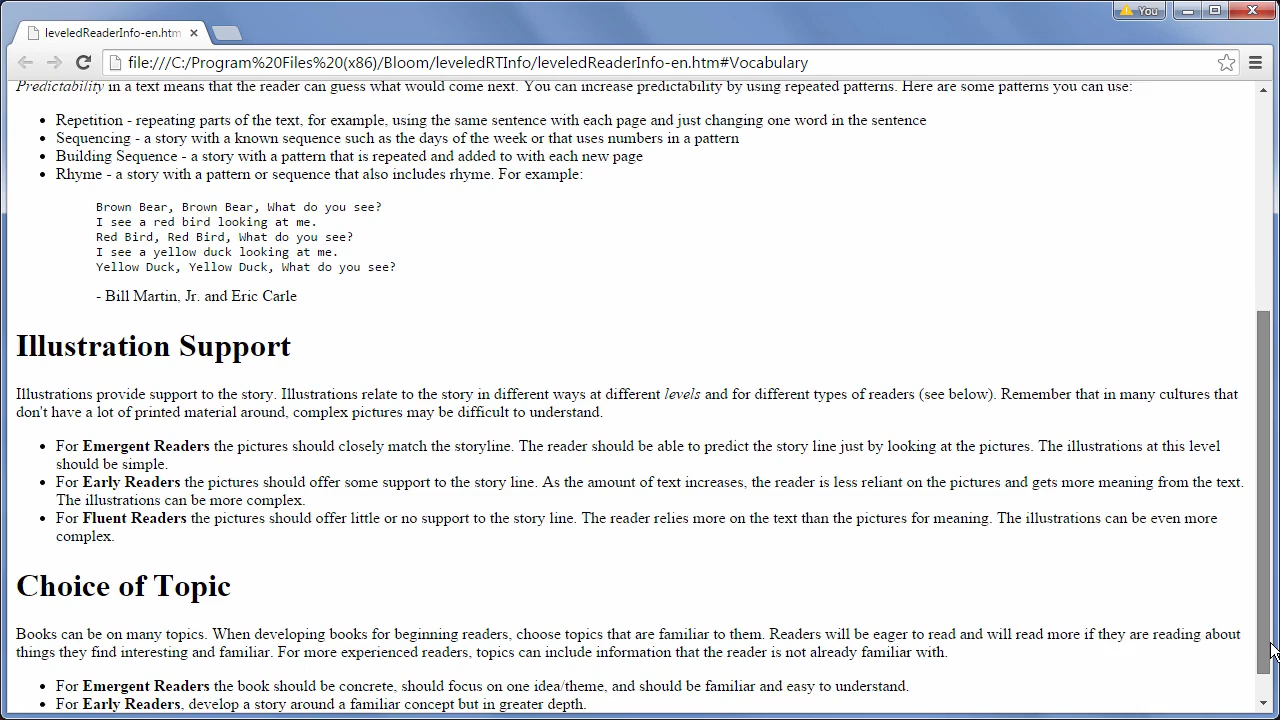 You
leveledReaderInfo-en.htm
file:///C:/Program%20Files%20(x86)/Bloom/leveledRTInfo/leveledReaderInfo-en.htm#Vocabulary
Predictability in a text means that the reader can guess what would come next. You can increase predictability by using repeated patterns. Here are some patterns you can use:
• Repetition - repeating parts of the text, for example, using the same sentence with each page and just changing one word in the sentence
• Sequencing - a story with a known sequence such as the days of the week or that uses numbers in a pattern
• Building Sequence - a story with a pattern that is repeated and added to with each new page
• Rhyme - a story with a pattern or sequence that also includes rhyme. For example:
Brown Bear, Brown Bear, What do you see?
I see a red bird looking at me.
Red Bird, Red Bird, What do you see?
I see a yellow duck looking at me.
Yellow Duck, Yellow Duck, What do you see?
- Bill Martin, Jr. and Eric Carle
Illustration Support
Illustrations provide support to the story. Illustrations relate to the story in different ways at different levels and for different types of readers (see below). Remember that in many cultures that
don't have a lot of printed material around, complex pictures may be difficult to understand.
• For Emergent Readers the pictures should closely match the storyline. The reader should be able to predict the story line just by looking at the pictures. The illustrations at this level
should be simple.
• For Early Readers the pictures should offer some support to the story line. As the amount of text increases, the reader is less reliant on the pictures and gets more meaning from the text.
The illustrations can be more complex.
• For Fluent Readers the pictures should offer little or no support to the story line. The reader relies more on the text than the pictures for meaning. The illustrations can be even more
complex.
Choice of Topic
Books can be on many topics. When developing books for beginning readers, choose topics that are familiar to them. Readers will be eager to read and will read more if they are reading about
things they find interesting and familiar. For more experienced readers, topics can include information that the reader is not already familiar with.
• For Emergent Readers the book should be concrete, should focus on one idea/theme, and should be familiar and easy to understand.
• For Early Readers, develop a story around a familiar concept but in greater depth.